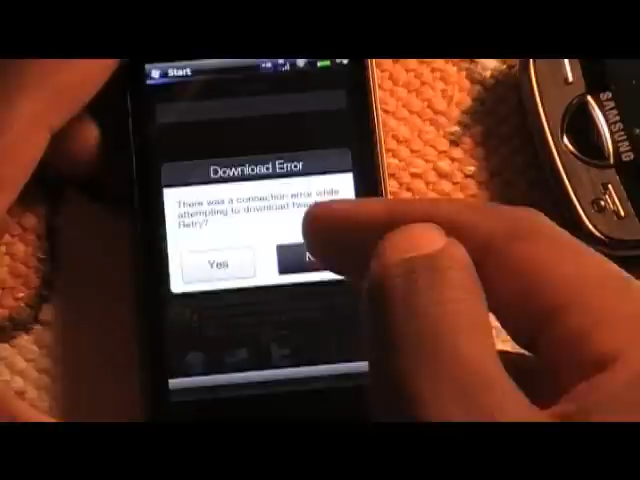 Start
Download Error
There was a connection error while
attempting to download
Retry?
Yes
SAMSUNG